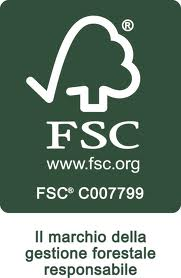 ®
FSC
www.fsc.org
FSC® C007799
Il marchio della
gestione forestale
responsabile